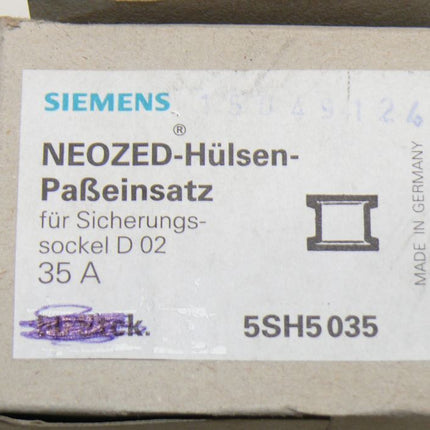 SIEMENS
®
NEOZED-Hülsen-
Paßeinsatz
für Sicherungs-
sockel D 02
35 A
5SH5 035
MADE IN GERMANY